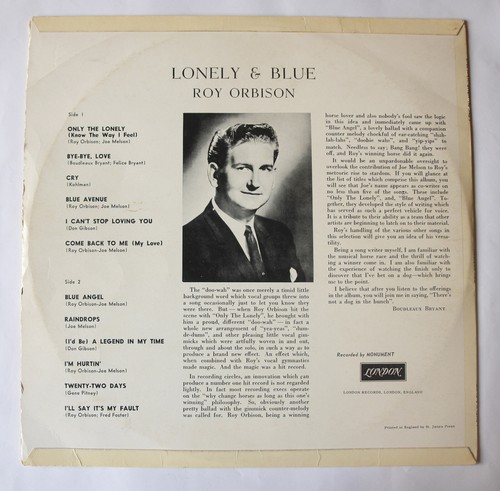 LONELY & BLUE
ROY ORBISON
Side 1
ONLY THE LONELY
(Know The Way I Feel)
(Roy Orbison; Joe Melson)
BYE-BYE, LOVE
(Boudleaux Bryant; Felice Bryant)
CRY
(Kohlman)
BLUE AVENUE
(Roy Orbison; Joe Melson)
I CAN'T STOP LOVING YOU
(Don Gibson)
COME BACK TO ME (My Love)
(Roy Orbison-Joe Melson)
Side 2
BLUE ANGEL
(Roy Orbison-Joe Melson)
RAINDROPS
(Joe Melson)
(I'd Be) A LEGEND IN MY TIME
(Don Gibson)
I'M HURTIN'
(Roy Orbison-Joe Melson)
TWENTY-TWO DAYS
(Gene Pitney)
I'LL SAY IT'S MY FAULT
(Roy Orbison; Fred Foster)
The "doo-wah" was once merely a timid little
background word which vocal groups threw into
a song occasionally just to let you know they
were there. But — when Roy Orbison hit the
scene with "Only The Lonely", he brought with
him a proud, different "doo-wah" — in fact a
whole new arrangement of "yea-yeas", "dum-
de-dums", and other pleasing little vocal gim-
micks which were artfully woven in and out,
through and about the solo, in such a way as to
produce a brand new effect. An effect which,
when combined with Roy's vocal gymnastics
made magic. And the magic was a hit record.
In recording circles, an innovation which can
produce a number one hit record is not regarded
lightly. In fact most recording execs operate
on the "why change horses as long as this one's
winning" philosophy. So, obviously another
pretty ballad with the gimmick counter-melody
was called for. Roy Orbison, being a winning
horse lover and also nobody's fool saw the logic
in this idea and immediately came up with
"Blue Angel", a lovely ballad with a companion
counter melody chockful of ear-catching
to
match. Needless to say: Bang Bang! they were
off, and Roy's winning horse did it again.
It would be an unpardonable oversight to
overlook the contribution of Joe Melson to Roy's
meteoric rise to stardom. If you will glance at
the list of titles which comprise this album, you
will see that Joe's name appears as co-writer on
no less than five of the songs. These include
"Only The Lonely", and, "Blue Angel". To-
gether, they developed the style of writing which
has served as such a perfect vehicle for voice.
It is a tribute to their ability as a team that other
artists are beginning to latch on to their material.
Roy's handling of the various other songs in
this selection will give you an idea of his versa-
tility.
Being a song writer myself, I am familiar with
the musical horse race and the thrill of watch-
ing a winner come in. I am also familiar with
the experience of watching the finish only to
discover that I've bet on a dog—which brings
me to the point.
I believe that after you listen to the offerings
in the album, you will join me in saying, "There's
not a dog in the bunch"!
BOUDLEAUX BRYANT
Recorded by MONUMENT
LONDON
LONDON RECORDS, LONDON, ENGLAND
Printed in England by St. James's Press